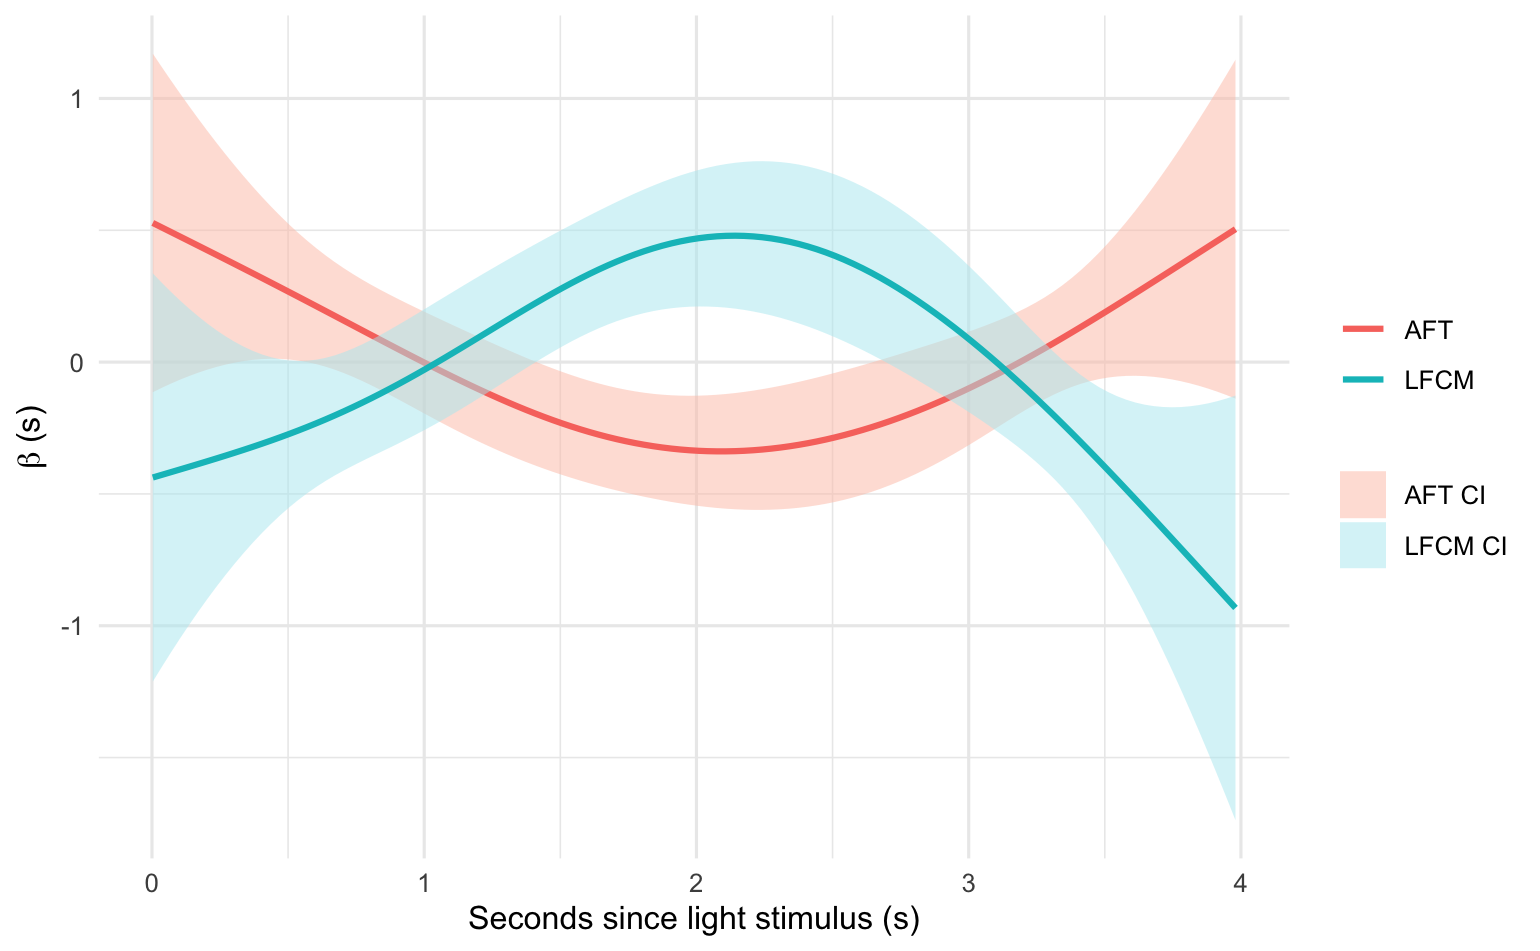 1
0
-1
β (s)
0
1
2
3
4
Seconds since light stimulus (s)
AFT
LFCM
AFT CI
LFCM CI